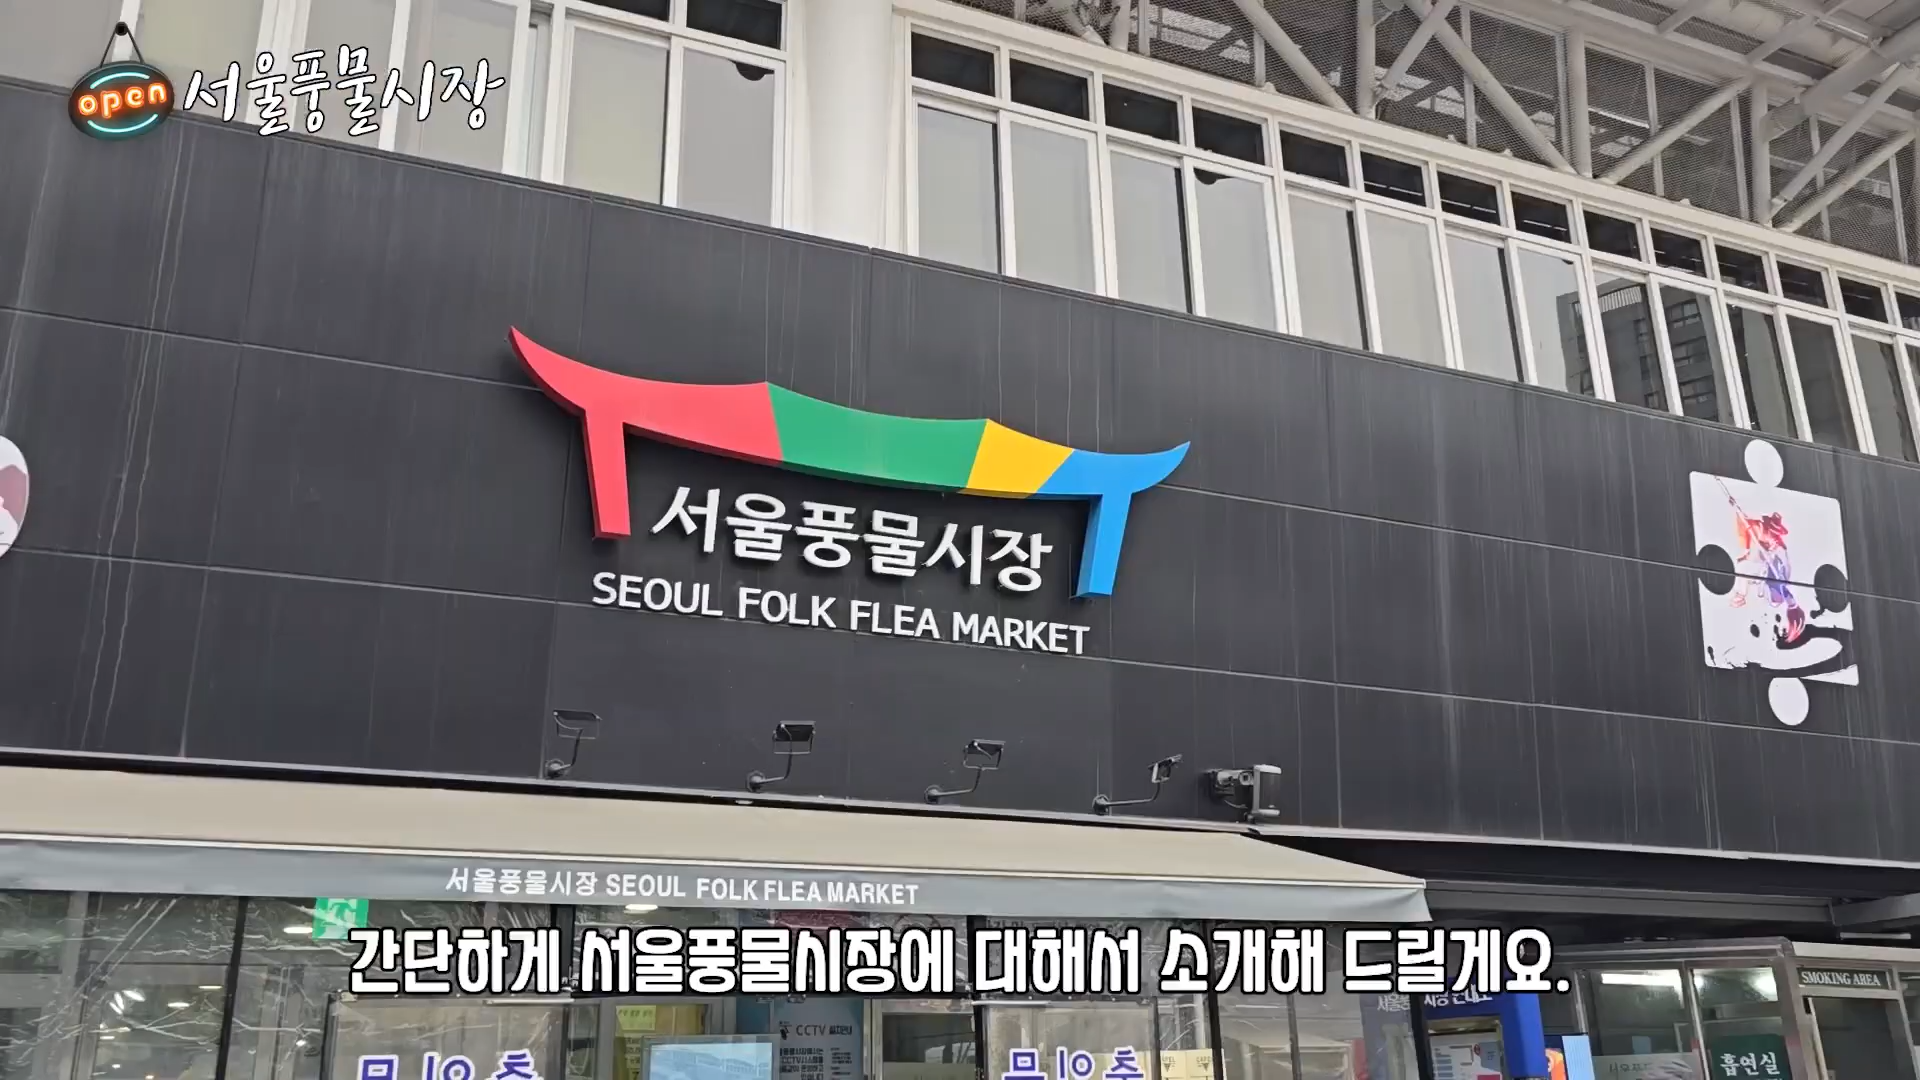 open 서울풍물시장
서울풍물시장
SEOUL FOLK FLEA MARKET
서울풍물시장 SEOUL FOLK FLEA MARKET
간단하게 서울풍물시장에 대해서 소개해 드릴게요.
SMOKING AREA
CCTV
흡연실